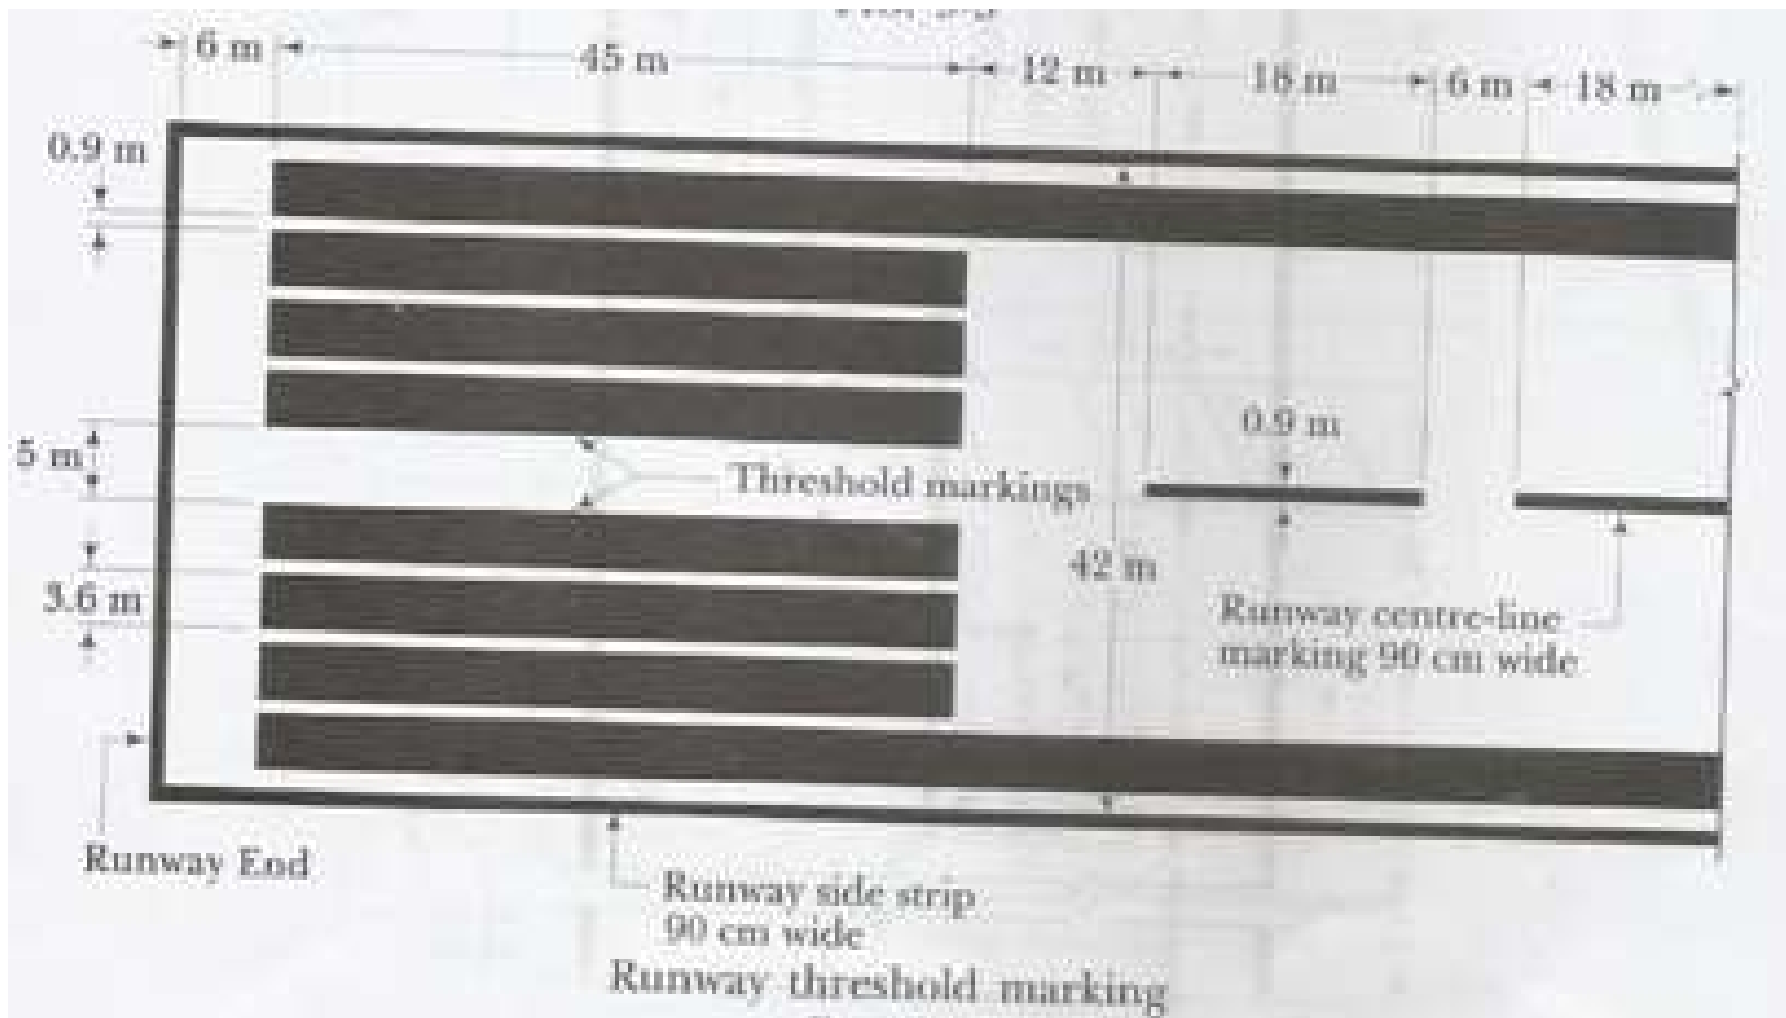 6 m
45 m
12 m
18 m
6 m
18 m
0.9 m
5 m
Threshold markings
0.9 m
42 m
3.6 m
Runway centre-line
marking 90 cm wide
Runway End
Runway side strip
90 cm wide
Runway threshold marking